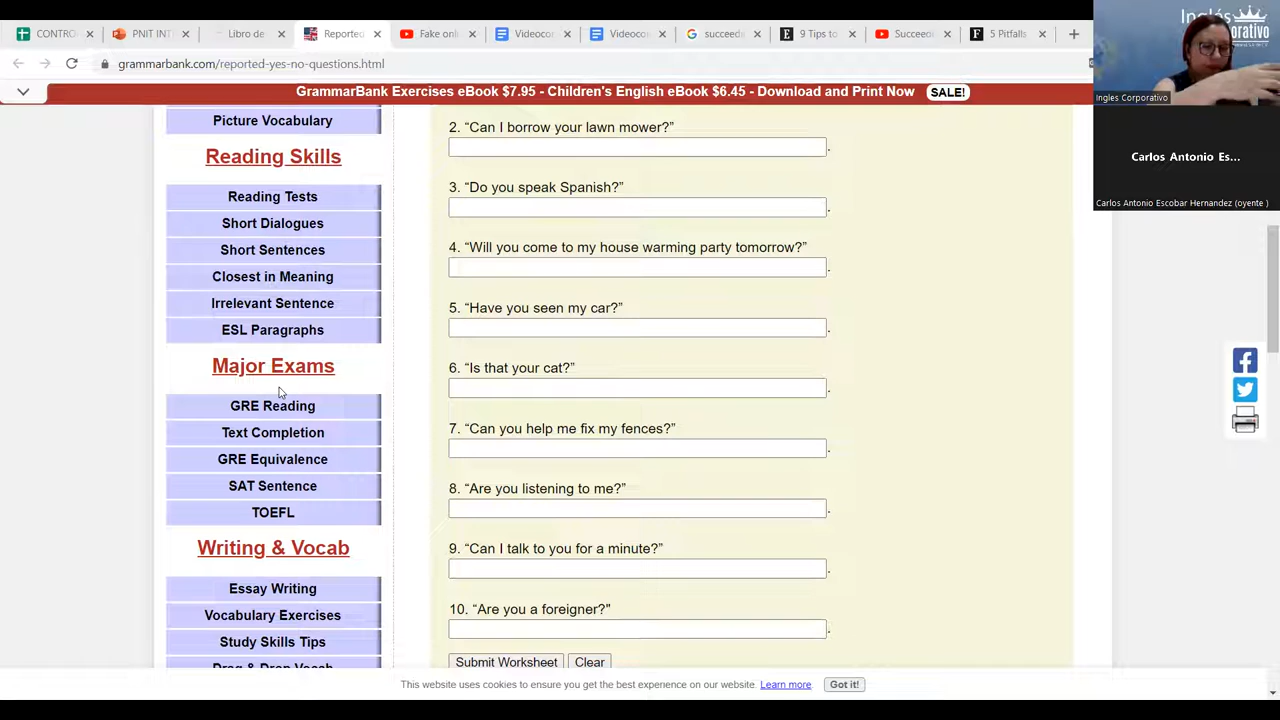 CONTRO
PNIT INT
Libro de
Reported
Fake onl
Videoco
Videoco
succeedi
9 Tips to
Succeed
5 Pitfalls
grammarbank.com/reported-yes-no-questions.html
GrammarBank Exercises eBook $7.95 - Children's English eBook $6.45 - Download and Print Now SALE!
Inglés
Ingles Corporativo
Carlos Antonio Es...
Carlos Antonio Escobar Hernandez (oyente )
Picture Vocabulary
Reading Skills
Reading Tests
Short Dialogues
Short Sentences
Closest in Meaning
Irrelevant Sentence
ESL Paragraphs
Major Exams
GRE Reading
Text Completion
GRE Equivalence
SAT Sentence
TOEFL
Writing & Vocab
Essay Writing
Vocabulary Exercises
Study Skills Tips
Drag & Drop Vocab
2. “Can I borrow your lawn mower?”
.
3. “Do you speak Spanish?”
.
4. “Will you come to my house warming party tomorrow?”
.
5. “Have you seen my car?”
.
6. “Is that your cat?”
.
7. “Can you help me fix my fences?”
.
8. “Are you listening to me?”
.
9. “Can I talk to you for a minute?”
.
10. “Are you a foreigner?”
.
Submit Worksheet
Clear
This website uses cookies to ensure you get the best experience on our website. Learn more. Got it!